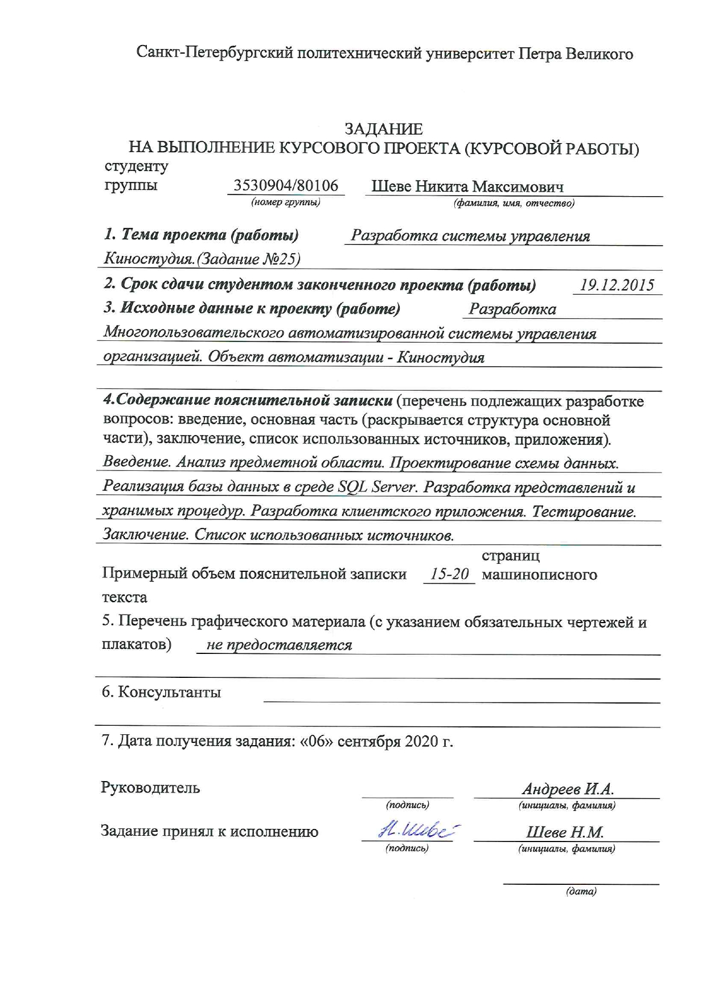 Санкт-Петербургский политехнический университет Петра Великого
ЗАДАНИЕ
НА ВЫПОЛНЕНИЕ КУРСОВОГО ПРОЕКТА (КУРСОВОЙ РАБОТЫ)
студенту
группы 3530904/80106 Шеве Никита Максимович
(номер группы) (фамилия, имя, отчество)
1. Тема проекта (работы) Разработка системы управления
Киностудия.(Задание №25)
2. Срок сдачи студентом законченного проекта (работы) 19.12.2015
3. Исходные данные к проекту (работе) Разработка
Многопользовательского автоматизированной системы управления
организацией. Объект автоматизации - Киностудия
4.Содержание пояснительной записки (перечень подлежащих разработке
вопросов: введение, основная часть (раскрывается структура основной
части), заключение, список использованных источников, приложения).
Введение. Анализ предметной области. Проектирование схемы данных.
Реализация базы данных в среде SQL Server. Разработка представлений и
хранимых процедур. Разработка клиентского приложения. Тестирование.
Заключение. Список использованных источников.
страниц
Примерный объем пояснительной записки 15-20 машинописного
текста
5. Перечень графического материала (с указанием обязательных чертежей и
плакатов) не предоставляется
6. Консультанты
7. Дата получения задания: «06» сентября 2020 г.
Руководитель Андреев И.А.
(подпись) (инициалы, фамилия)
Задание принял к исполнению Н.Шеве Шеве Н.М.
(подпись) (инициалы, фамилия)
(дата)